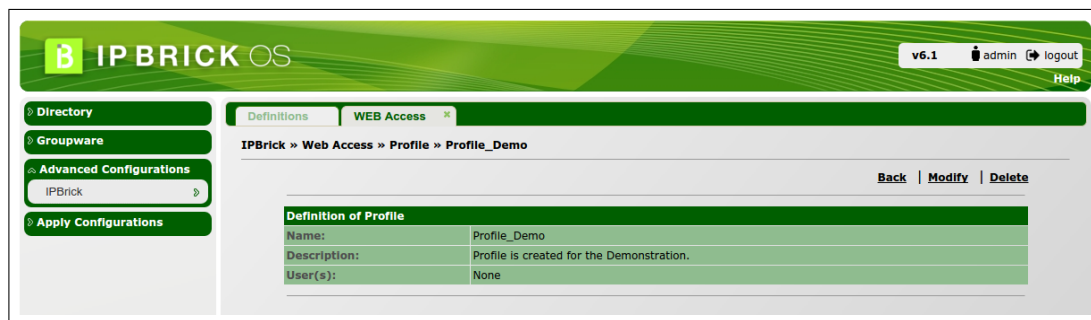 IPBRICK OS
v6.1 admin logout
Help
Directory
Groupware
Advanced Configurations
IPBrick
Apply Configurations
Definitions WEB Access ×
IPBrick » Web Access » Profile » Profile_Demo
Back | Modify | Delete
Definition of Profile
Name: Profile_Demo
Description: Profile is created for the Demonstration.
User(s): None